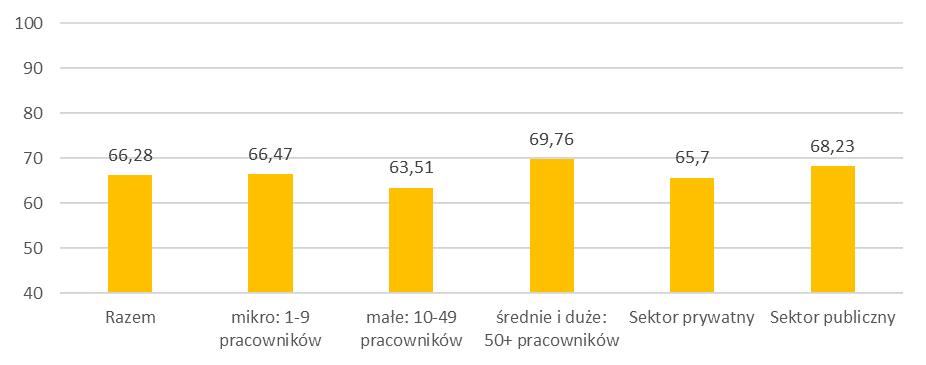 100
90
80
70
60
50
40
66,28
66,47
63,51
69,76
65,7
68,23
Razem
mikro: 1-9
pracowników
małe: 10-49
pracowników
średnie i duże:
50+ pracowników
Sektor prywatny
Sektor publiczny